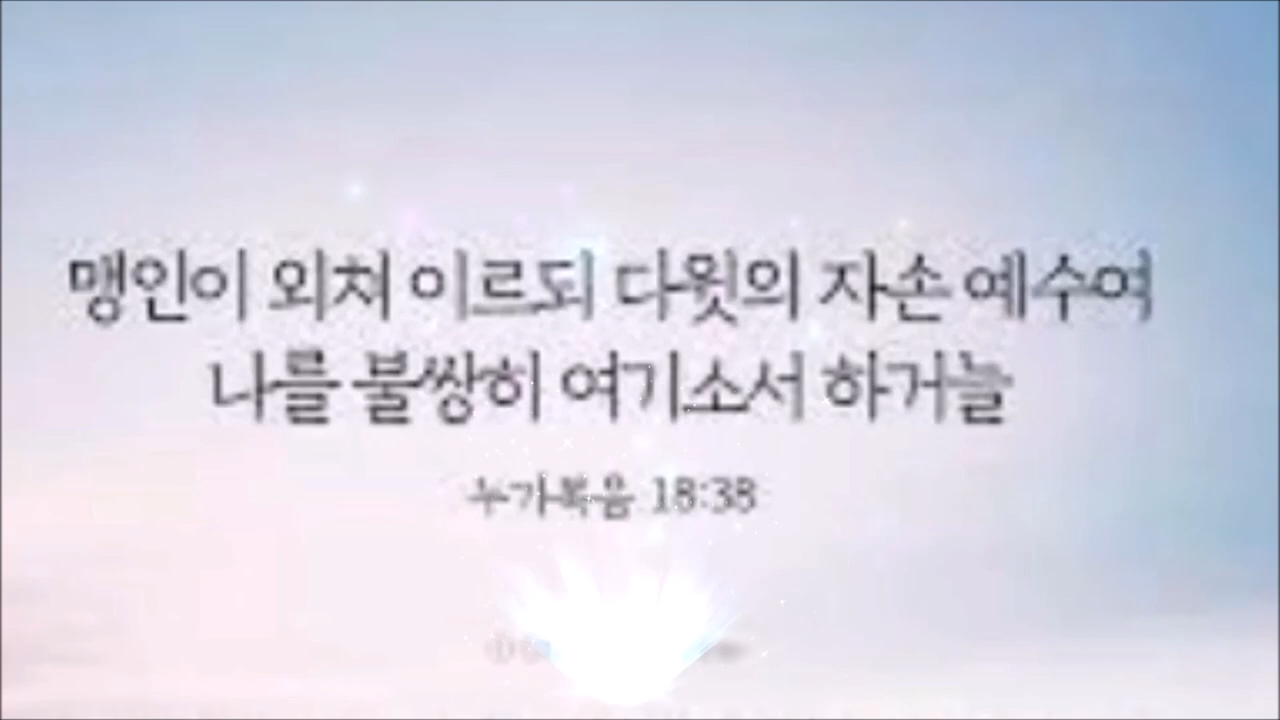 맹인이 외쳐 이르되 다윗의 자손 예수여
나를 불쌍히 여기소서 하거늘
누가복음 18:38